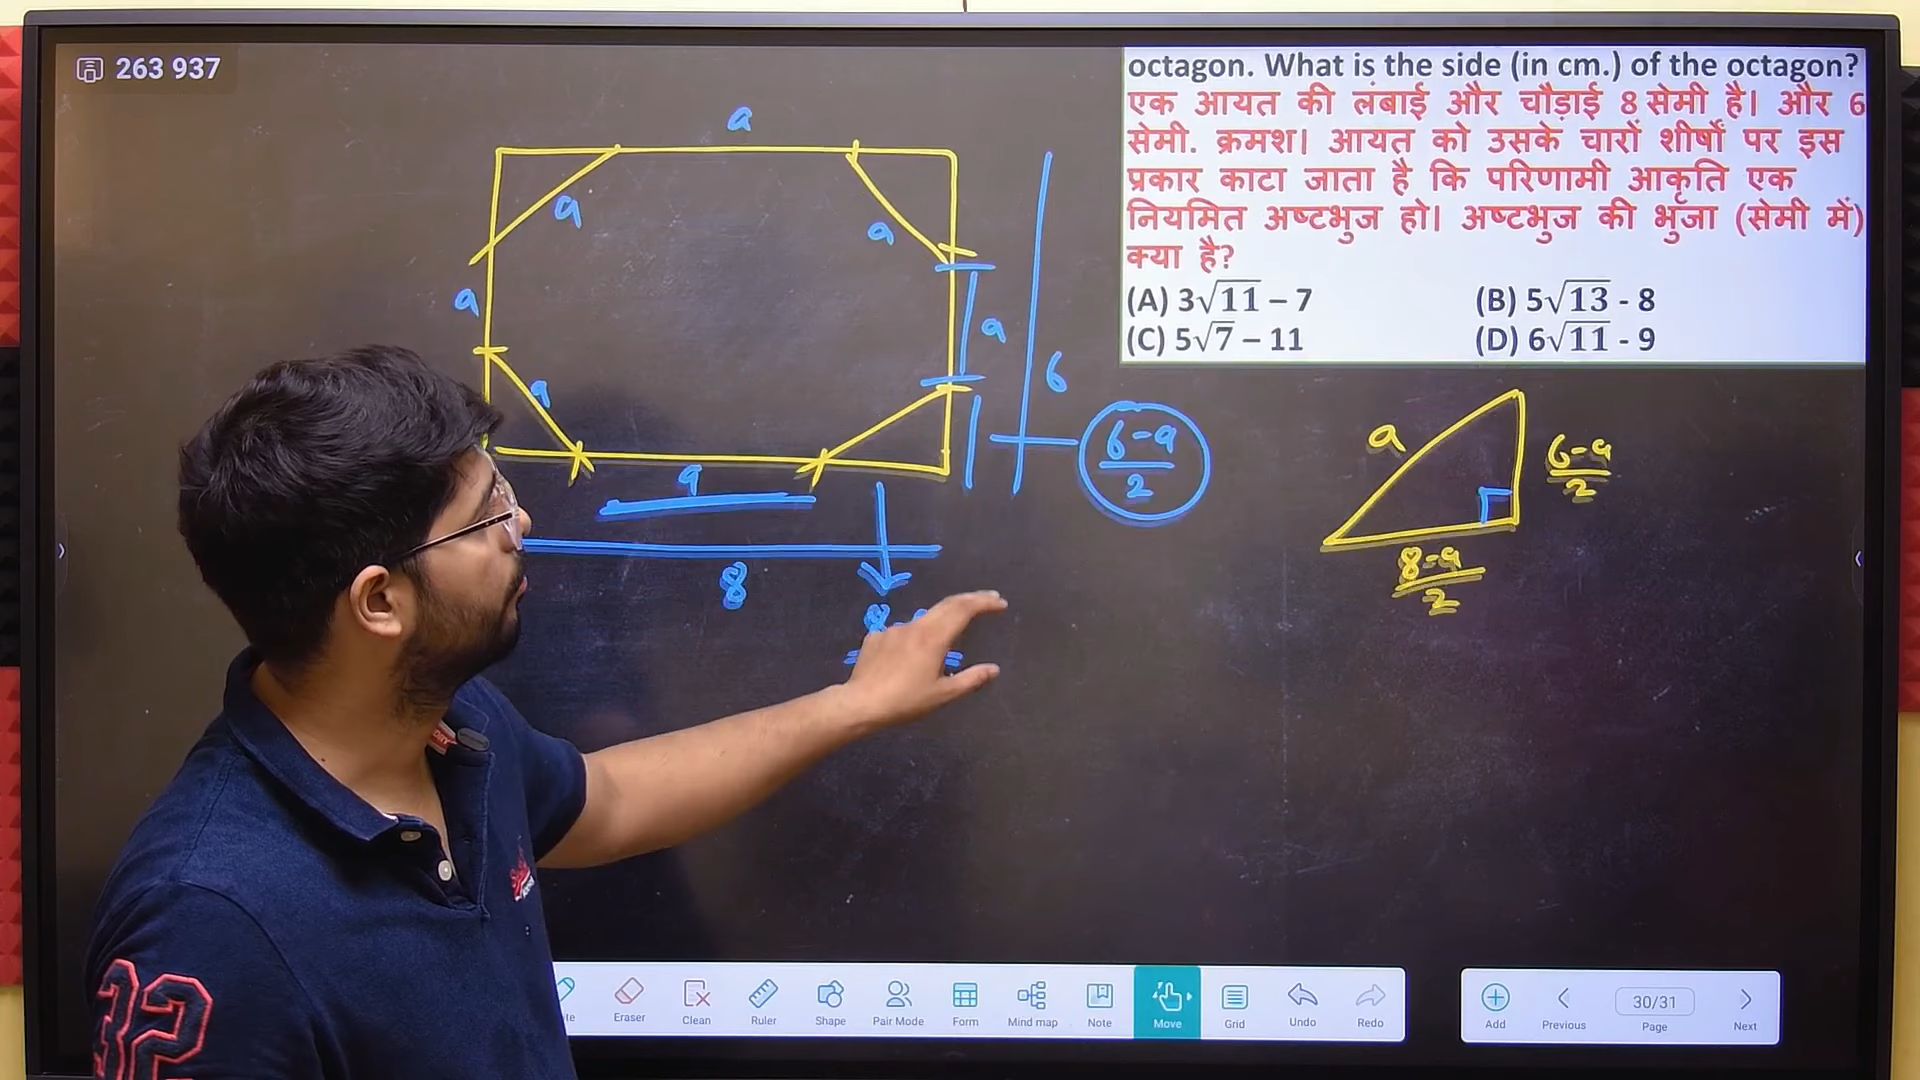 263 937
octagon. What is the side (in cm.) of the octagon?
एक आयत की लंबाई और चौड़ाई 8 सेमी है। और 6
सेमी. क्रमश। आयत को उसके चारों शीर्षों पर इस
प्रकार काटा जाता है कि परिणामी आकृति एक
नियमित अष्टभुज हो। अष्टभुज की भुजा (सेमी में)
क्या है?
(A) 3√11 – 7 (B) 5√13 - 8
(C) 5√7 – 11 (D) 6√11 - 9
a
a
a
a
a
a
a
6
6-a
2
8
a
6-a
2
8-a
2
32
Eraser Clean Ruler Shape Pair Mode Form Mind map Note Move Grid Undo Redo
Add Previous 30/31 Page Next